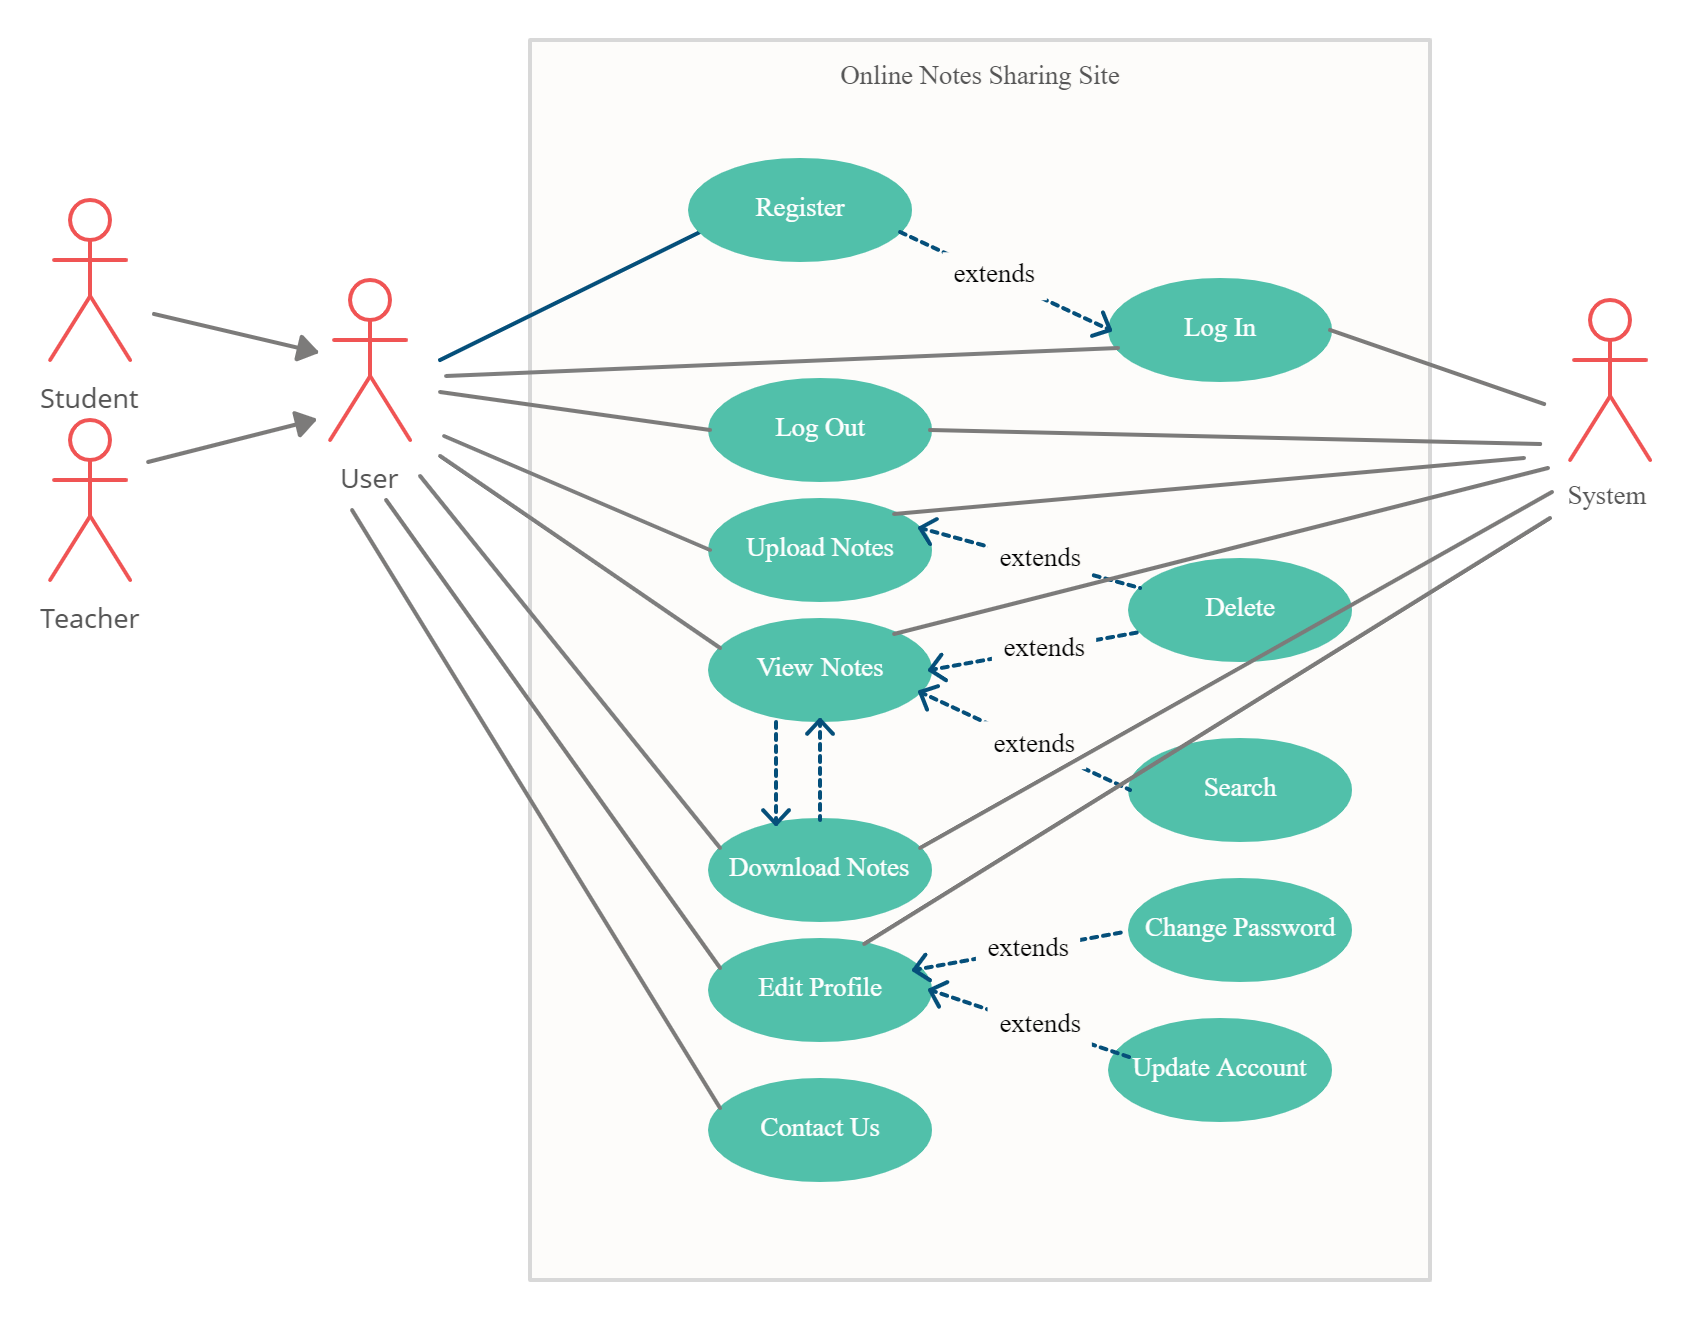 Online Notes Sharing Site
Register
extends
Log In
Student
Log Out
User
System
Upload Notes
extends
Delete
Teacher
extends
View Notes
extends
Search
Download Notes
Change Password
extends
Edit Profile
extends
Update Account
Contact Us